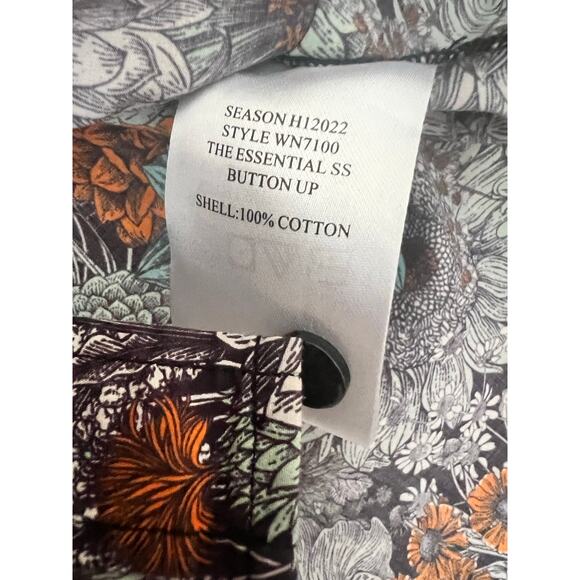 SEASON H12022
STYLE WN7100
THE ESSENTIAL SS
BUTTON UP
SHELL:100% COTTON